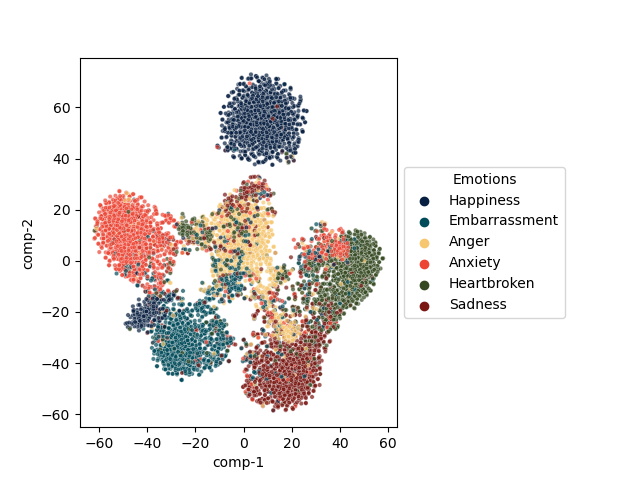 Emotions
Happiness
Embarrassment
Anger
Anxiety
Heartbroken
Sadness
comp-2
60
40
20
0
−20
−40
−60
−60 −40 −20 0 20 40 60
comp-1